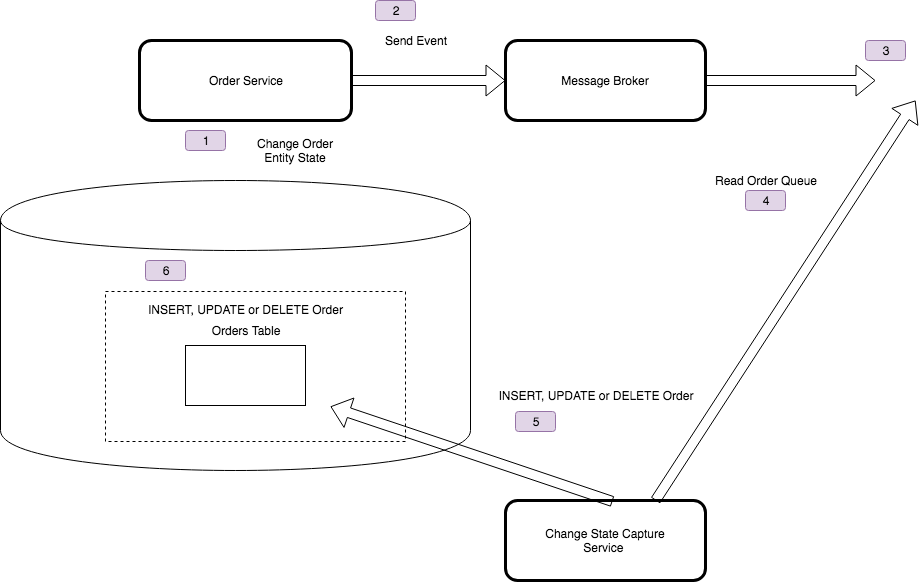 2
Send Event
3
Order Service
Message Broker
1
Change Order
Entity State
Read Order Queue
4
6
INSERT, UPDATE or DELETE Order
Orders Table
INSERT, UPDATE or DELETE Order
5
Change State Capture
Service